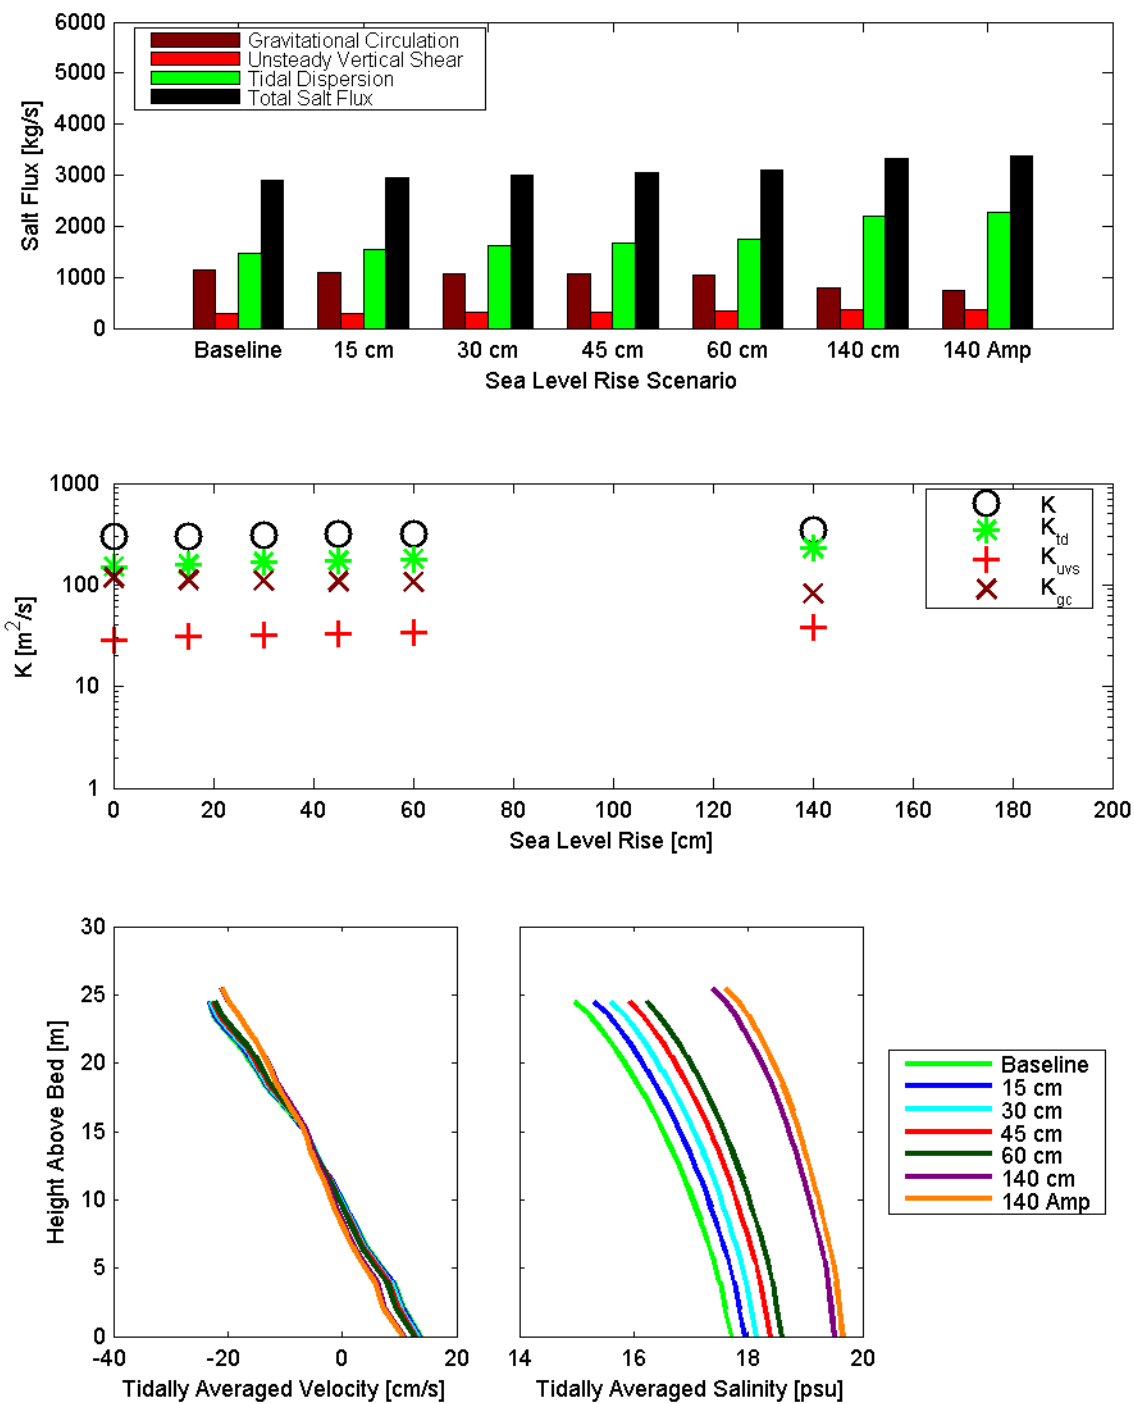 6000
5000
4000
3000
2000
1000
0
Salt Flux [kg/s]
Gravitational Circulation
Unsteady Vertical Shear
Tidal Dispersion
Total Salt Flux
Baseline 15 cm 30 cm 45 cm 60 cm 140 cm 140 Amp
Sea Level Rise Scenario
1000
100
10
1
K [m²/s]
K
K_td
K_uvs
K_gc
0 20 40 60 80 100 120 140 160 180 200
Sea Level Rise [cm]
30
25
20
15
10
5
0
Height Above Bed [m]
-40 -20 0 20
Tidally Averaged Velocity [cm/s]
14 16 18 20
Tidally Averaged Salinity [psu]
Baseline
15 cm
30 cm
45 cm
60 cm
140 cm
140 Amp